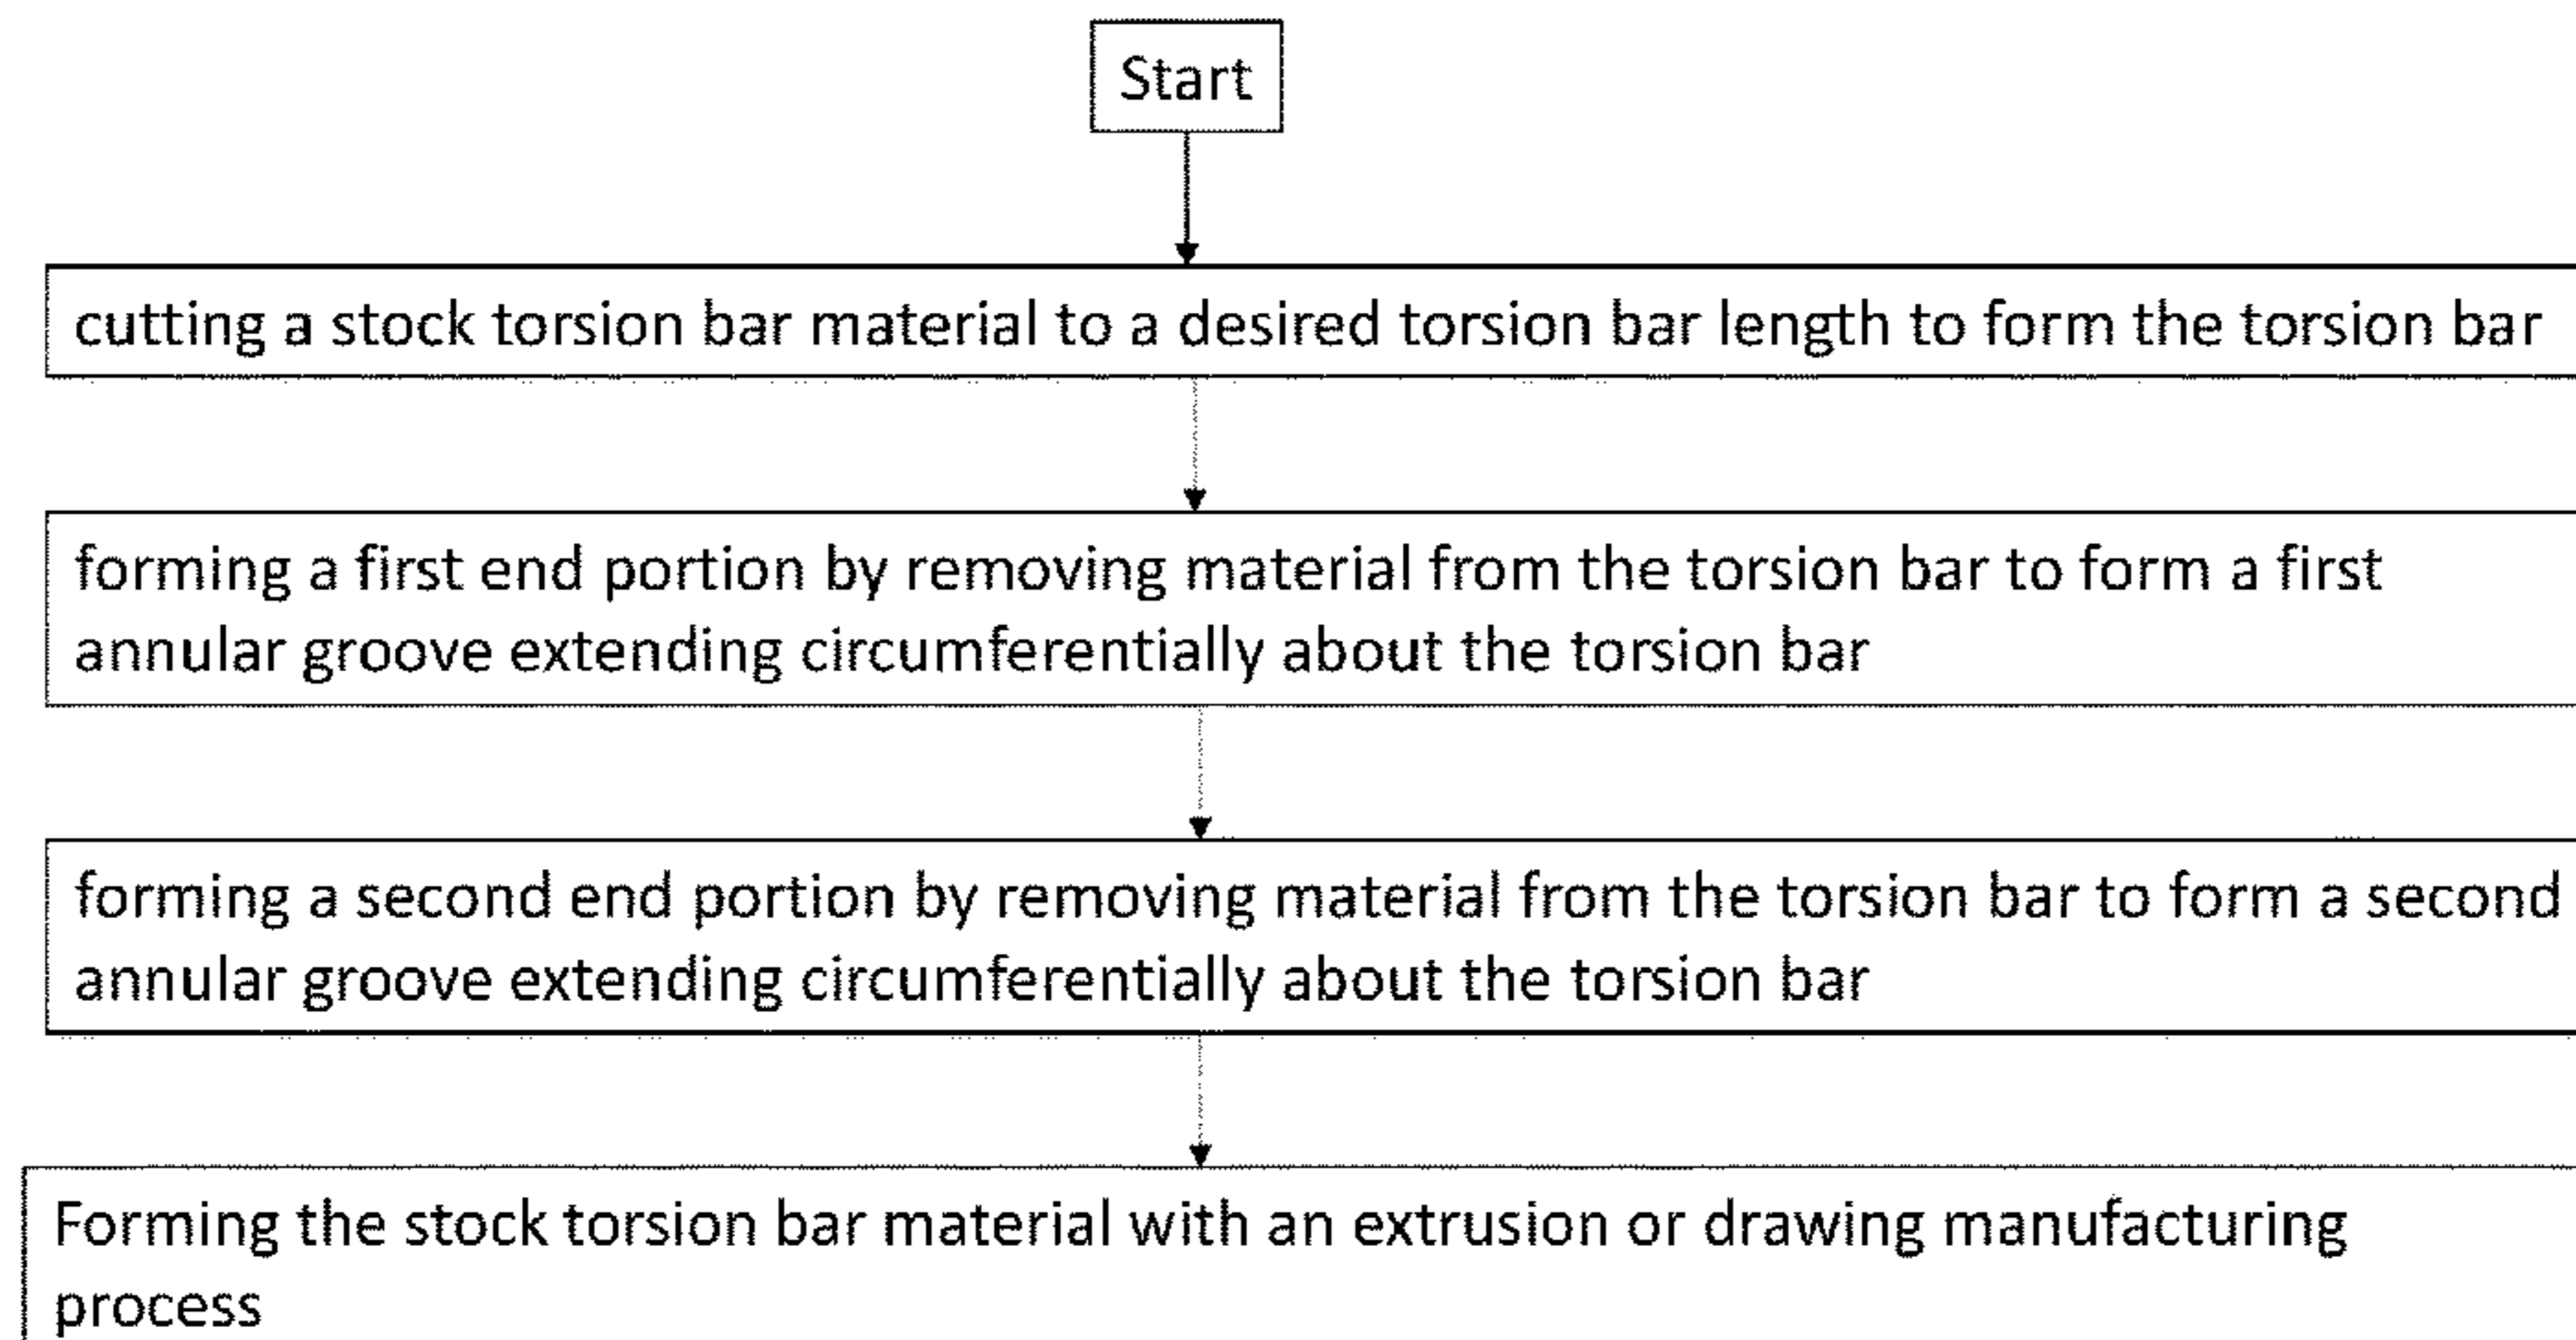 Start
cutting a stock torsion bar material to a desired torsion bar length to form the torsion bar
forming a first end portion by removing material from the torsion bar to form a first
annular groove extending circumferentially about the torsion bar
forming a second end portion by removing material from the torsion bar to form a second
annular groove extending circumferentially about the torsion bar
Forming the stock torsion bar material with an extrusion or drawing manufacturing
process